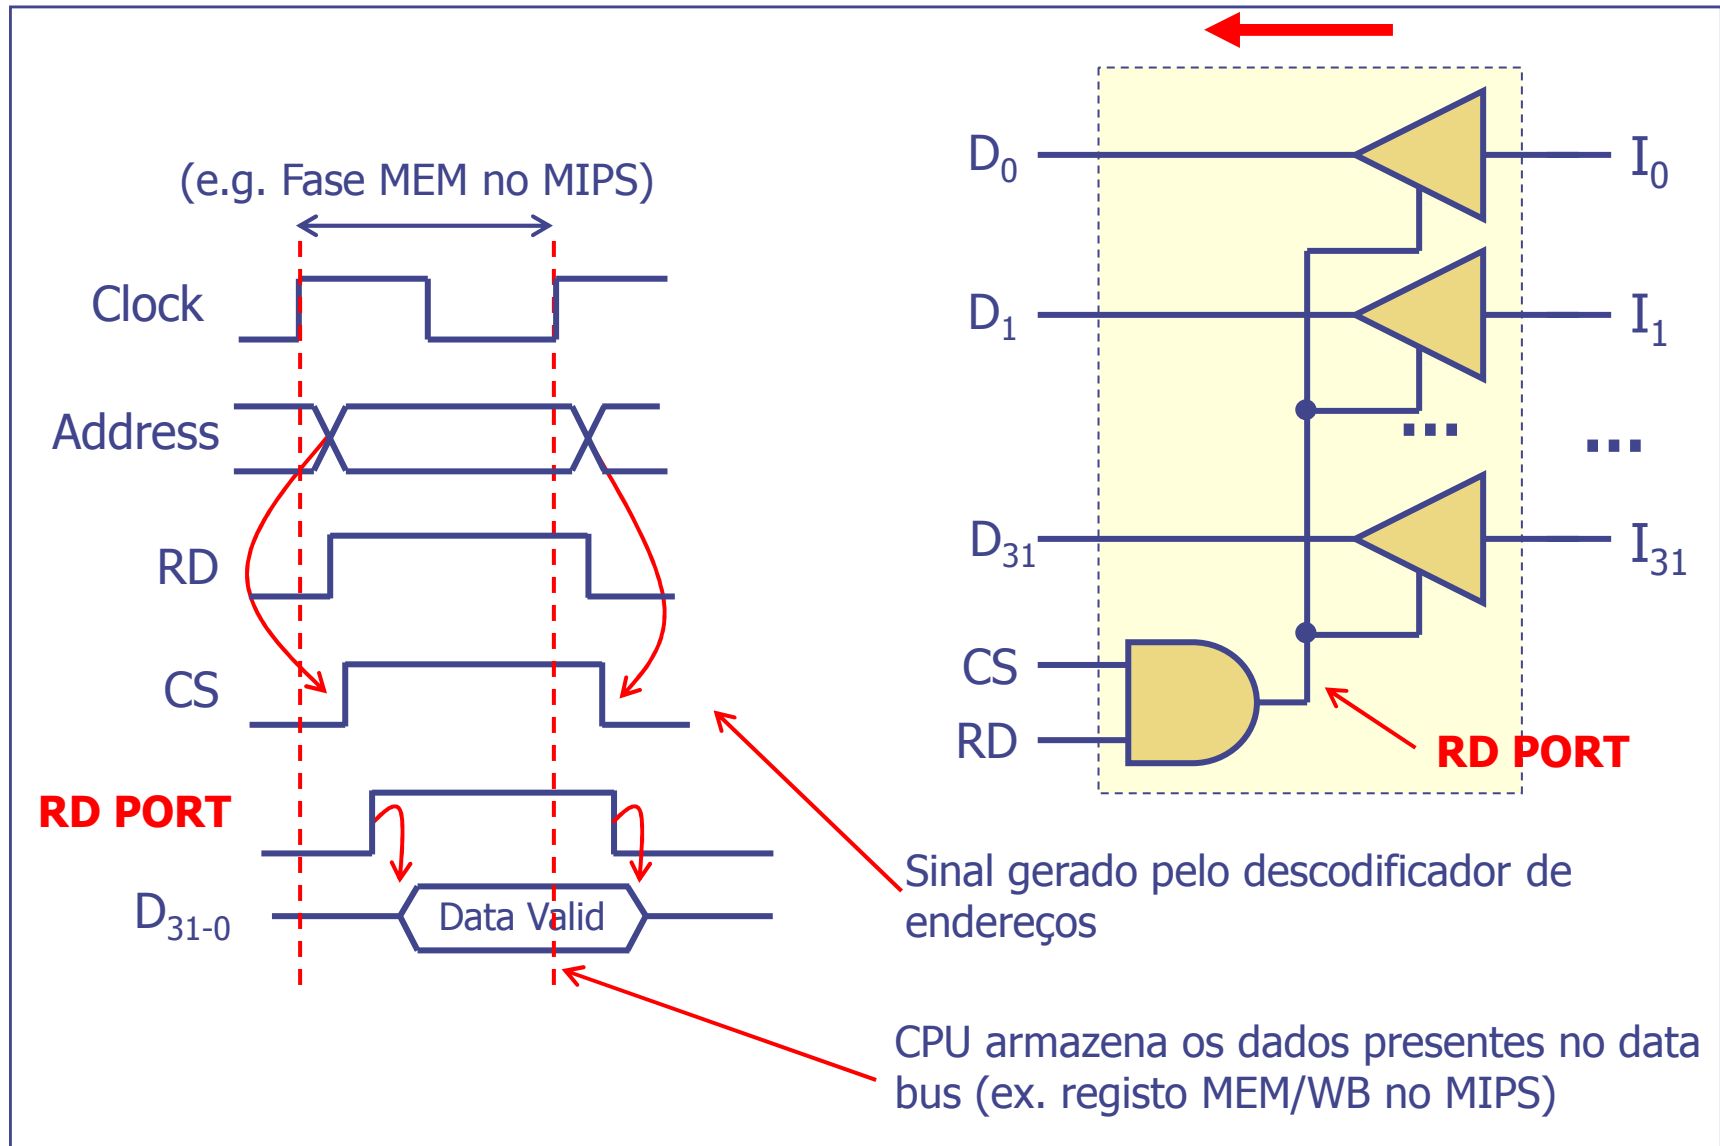 (e.g. Fase MEM no MIPS)
Clock
Address
RD
CS
RD PORT
D31-0
Data Valid
D0
I0
D1
I1
...
...
D31
I31
CS
RD
RD PORT
Sinal gerado pelo descodificador de
endereços
CPU armazena os dados presentes no data
bus (ex. registo MEM/WB no MIPS)